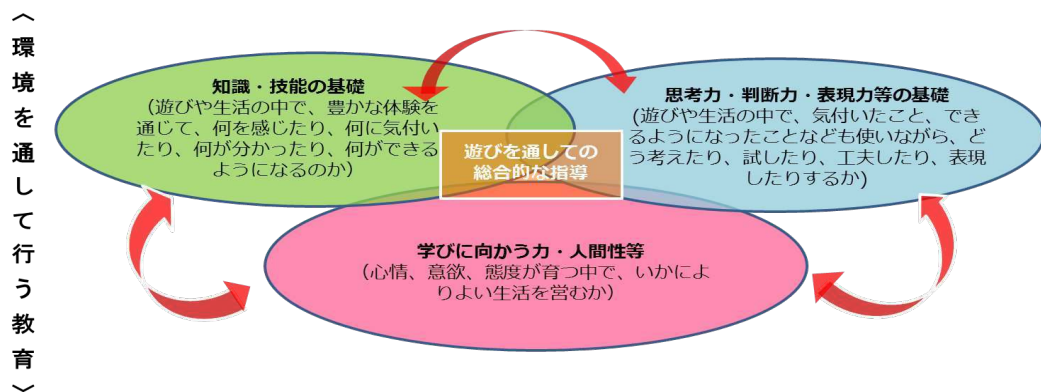 〈環境を通して行う教育〉
知識・技能の基礎
（遊びや生活の中で、豊かな体験を
通じて、何を感じたり、何に気付い
たり、何が分かったり、何ができる
ようになるのか）
思考力・判断力・表現力等の基礎
(遊びや生活の中で、気付いたこと、でき
るようになったことなども使いながら、ど
う考えたり、試したり、工夫したり、表現
したりするか)
遊びを通しての
総合的な指導
学びに向かう力・人間性等
（心情、意欲、態度が育つ中で、いかによ
りよい生活を営むか）